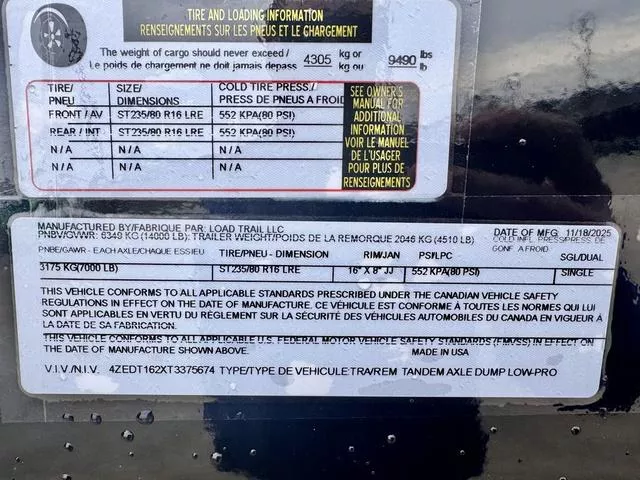 TIRE AND LOADING INFORMATION
RENSEIGNEMENTS SUR LES PNEUS ET LE CHARGEMENT
The weight of cargo should never exceed / 4305 kg or 9490 lbs
Le poids de chargement ne doit jamais depass kg ou lb
TIRE/ SIZE/ COLD TIRE PRESS./
PNEU DIMENSIONS PRESS DE PNEUS A FROID
FRONT / AV ST235/80 R16 LRE 552 KPA(80 PSI)
REAR / INT ST235/80 R16 LRE 552 KPA(80 PSI)
N / A N / A N / A
N / A N / A N / A
SEE OWNER'S
MANUAL FOR
ADDITIONAL
INFORMATION
VOIR LE MANUEL
DE L'USAGER
POUR PLUS DE
RENSEIGNEMENTS
MANUFACTURED BY/FABRIQUE PAR: LOAD TRAIL LLC DATE OF MFG 11/18/2025
PNBV/GVWR: 6349 KG (14000 LB): TRAILER WEIGHT/POIDS DE LA REMORQUE 2046 KG (4510 LB) COLD INFL. PRESS/PRESS. DE
PNBE/GAWR - EACH AXLE/CHAQUE ESSIEU TIRE/PNEU - DIMENSION RIM/JAN PSI/LPC GONF. A FROID SGL/DUAL
3175 KG(7000 LB) ST235/80 R16 LRE 16" X 8" JJ 552 KPA(80 PSI) SINGLE
THIS VEHICLE CONFORMS TO ALL APPLICABLE STANDARDS PRESCRIBED UNDER THE CANADIAN VEHICLE SAFETY
REGULATIONS IN EFFECT ON THE DATE OF MANUFACTURE. CE VÉHICULE EST CONFORME À TOUTES LES NORMES QUI LUI
SONT APPLICABLES EN VERTU DU RÈGLEMENT SUR LA SÉCURITÉ DES VÉHICULES AUTOMOBILES DU CANADA EN VIGUEUR À
LA DATE DE SA FABRICATION.
THIS VEHICLE CONFORMS TO ALL APPLICABLE U.S. FEDERAL MOTOR VEHICLE SAFETY STANDARDS (FMVSS) IN EFFECT ON
THE DATE OF MANUFACTURE SHOWN ABOVE. MADE IN USA
V.I.V./N.I.V. 4ZEDT162XT3375674 TYPE/TYPE DE VEHICULE:TRA/REM TANDEM AXLE DUMP LOW-PRO